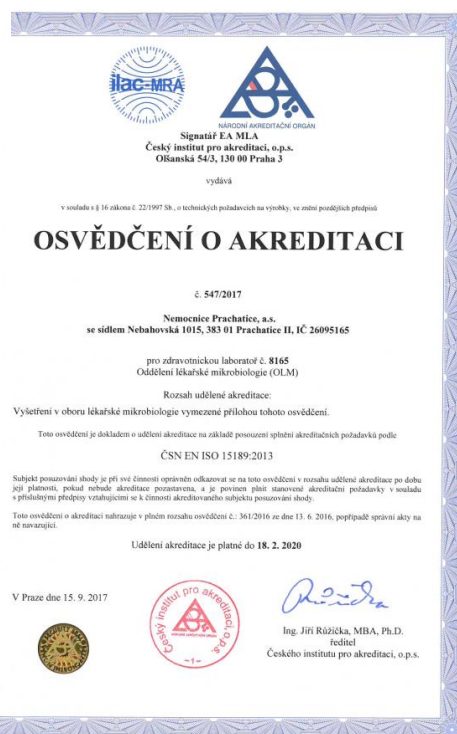 ilac-MRA
NÁRODNÍ AKREDITAČNÍ ORGÁN
Signatář EA MLA
Český institut pro akreditaci, o.p.s.
Olšanská 54/3, 130 00 Praha 3
vydává
v souladu s § 16 zákona č. 22/1997 Sb., o technických požadavcích na výrobky, ve znění pozdějších předpisů
OSVĚDČENÍ O AKREDITACI
č. 547/2017
Nemocnice Prachatice, a.s.
se sídlem Nebahovská 1015, 383 01 Prachatice II, IČ 26095165
pro zdravotnickou laboratoř č. 8165
Oddělení lékařské mikrobiologie (OLM)
Rozsah udělené akreditace:
Vyšetření v oboru lékařské mikrobiologie vymezené přílohou tohoto osvědčení.
Toto osvědčení je dokladem o udělení akreditace na základě posouzení splnění akreditačních požadavků podle
ČSN EN ISO 15189:2013
Subjekt posuzování shody je při své činnosti oprávněn odkazovat se na toto osvědčení v rozsahu udělené akreditace po dobu
její platnosti, pokud nebude akreditace pozastavena, a je povinen plnit stanovené akreditační požadavky v souladu
s příslušnými předpisy vztahujícími se k činnosti akreditovaného subjektu posuzování shody.
Toto osvědčení o akreditaci nahrazuje v plném rozsahu osvědčení č.: 361/2016 ze dne 13. 6. 2016, popřípadě správní akty na
ně navazující.
Udělení akreditace je platné do 18. 2. 2020
V Praze dne 15. 9. 2017
Český institut pro akreditaci, o.p.s.
NÁRODNÍ AKREDITAČNÍ ORGÁN
~1~
Růžička
Ing. Jiří Růžička, MBA, Ph.D.
ředitel
Českého institutu pro akreditaci, o.p.s.